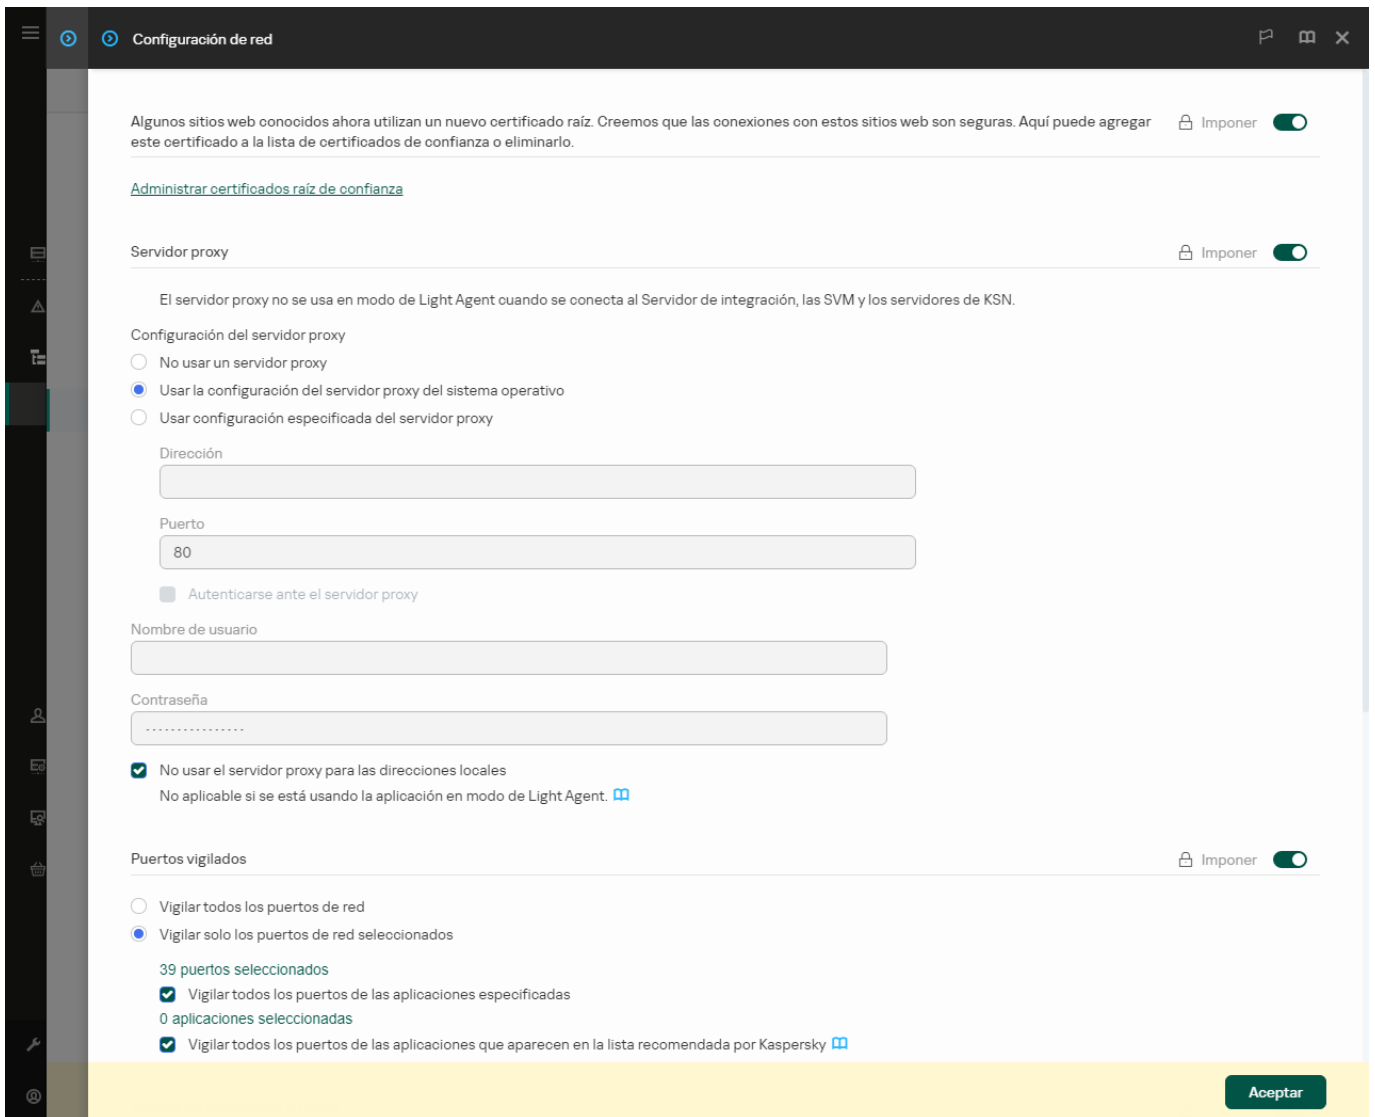 Configuración de red
Algunos sitios web conocidos ahora utilizan un nuevo certificado raíz. Creemos que las conexiones con estos sitios web son seguras. Aquí puede agregar
este certificado a la lista de certificados de confianza o eliminarlo.
Imponer
Administrar certificados raíz de confianza
Servidor proxy
Imponer
El servidor proxy no se usa en modo de Light Agent cuando se conecta al Servidor de integración, las SVM y los servidores de KSN.
Configuración del servidor proxy
No usar un servidor proxy
Usar la configuración del servidor proxy del sistema operativo
Usar configuración especificada del servidor proxy
Dirección
Puerto
80
Autenticarse ante el servidor proxy
Nombre de usuario
Contraseña
................
No usar el servidor proxy para las direcciones locales
No aplicable si se está usando la aplicación en modo de Light Agent.
Puertos vigilados
Imponer
Vigilar todos los puertos de red
Vigilar solo los puertos de red seleccionados
39 puertos seleccionados
Vigilar todos los puertos de las aplicaciones especificadas
0 aplicaciones seleccionadas
Vigilar todos los puertos de las aplicaciones que aparecen en la lista recomendada por Kaspersky
Aceptar